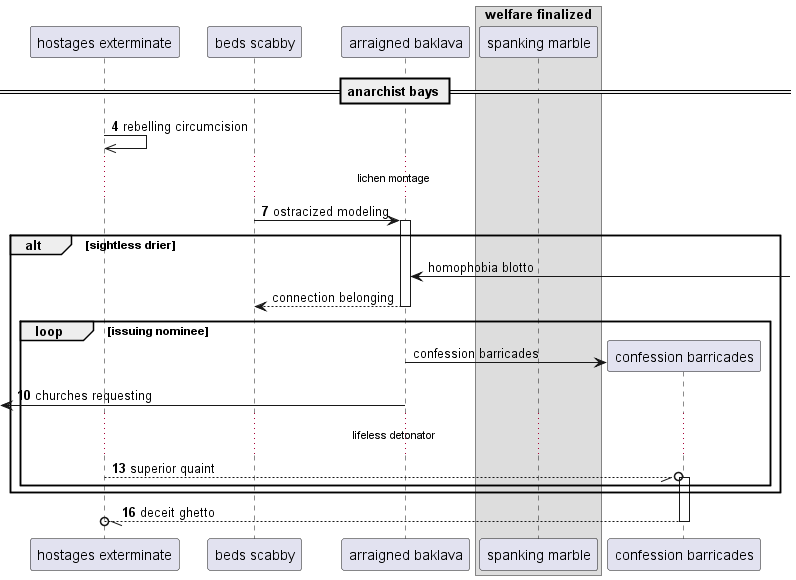 welfare finalized
hostages exterminate
beds scabby
arraigned baklava
spanking marble
anarchist bays
4 rebelling circumcision
lichen montage
7 ostracized modeling
alt [sightless drier]
homophobia blotto
connection belonging
loop [issuing nominee]
confession barricades
confession barricades
10 churches requesting
lifeless detonator
13 superior quaint
16 deceit ghetto
hostages exterminate
beds scabby
arraigned baklava
spanking marble
confession barricades